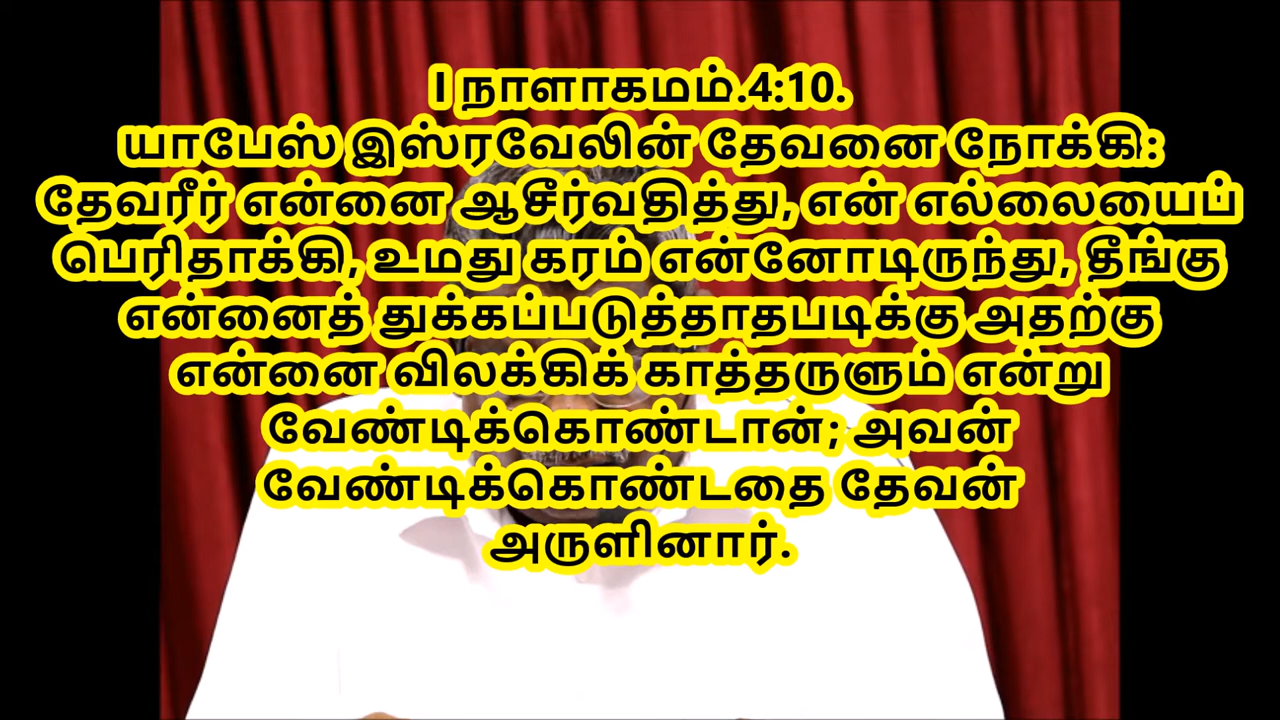 I நாளாகமம்.4:10.
யாபேஸ் இஸ்ரவேலின் தேவனை நோக்கி:
தேவரீர் என்னை ஆசீர்வதித்து, என் எல்லையைப்
பெரிதாக்கி, உமது கரம் என்னோடிருந்து, தீங்கு
என்னைத் துக்கப்படுத்தாதபடிக்கு அதற்கு
என்னை விலக்கிக் காத்தருளும் என்று
வேண்டிக்கொண்டான்; அவன்
வேண்டிக்கொண்டதை தேவன்
அருளினார்.